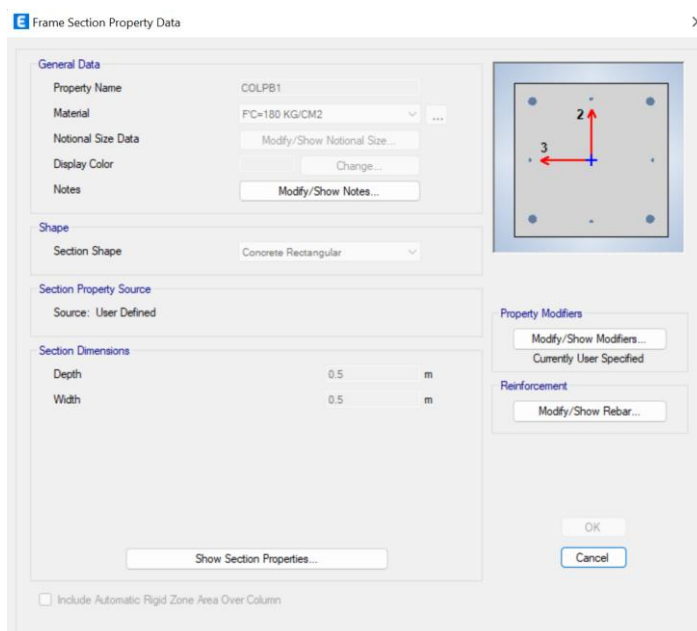 E Frame Section Property Data
General Data
Property Name COLPB1
Material F'C=180 KG/CM2 ...
Notional Size Data Modify/Show Notional Size...
Display Color Change...
Notes Modify/Show Notes...
Shape
Section Shape Concrete Rectangular
Section Property Source
Source: User Defined
Section Dimensions
Depth 0.5 m
Width 0.5 m
Show Section Properties...
Include Automatic Rigid Zone Area Over Column
2
3
Property Modifiers
Modify/Show Modifiers...
Currently User Specified
Reinforcement
Modify/Show Rebar...
OK
Cancel